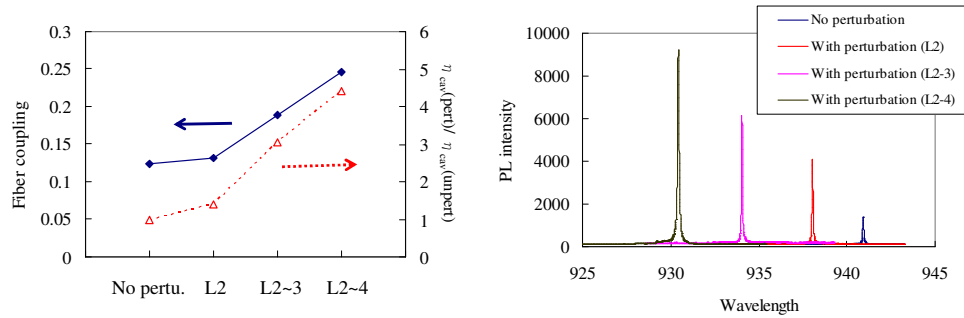 Fiber coupling
0.3
0.25
0.2
0.15
0.1
0.05
0
6
5
4
3
2
1
0
η cav(pert)/ η cav(unpert)
No pertu.
L2
L2~3
L2~4
PL intensity
10000
8000
6000
4000
2000
0
925
930
935
940
945
Wavelength
No perturbation
With perturbation (L2)
With perturbation (L2-3)
With perturbation (L2-4)